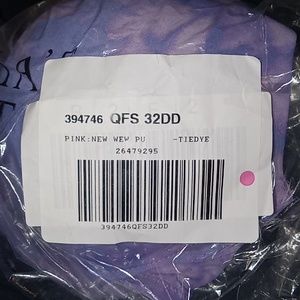 394746 QFS 32DD
PINK:NEW WEW PU -TIEDYE
26479295
394746QFS32DD